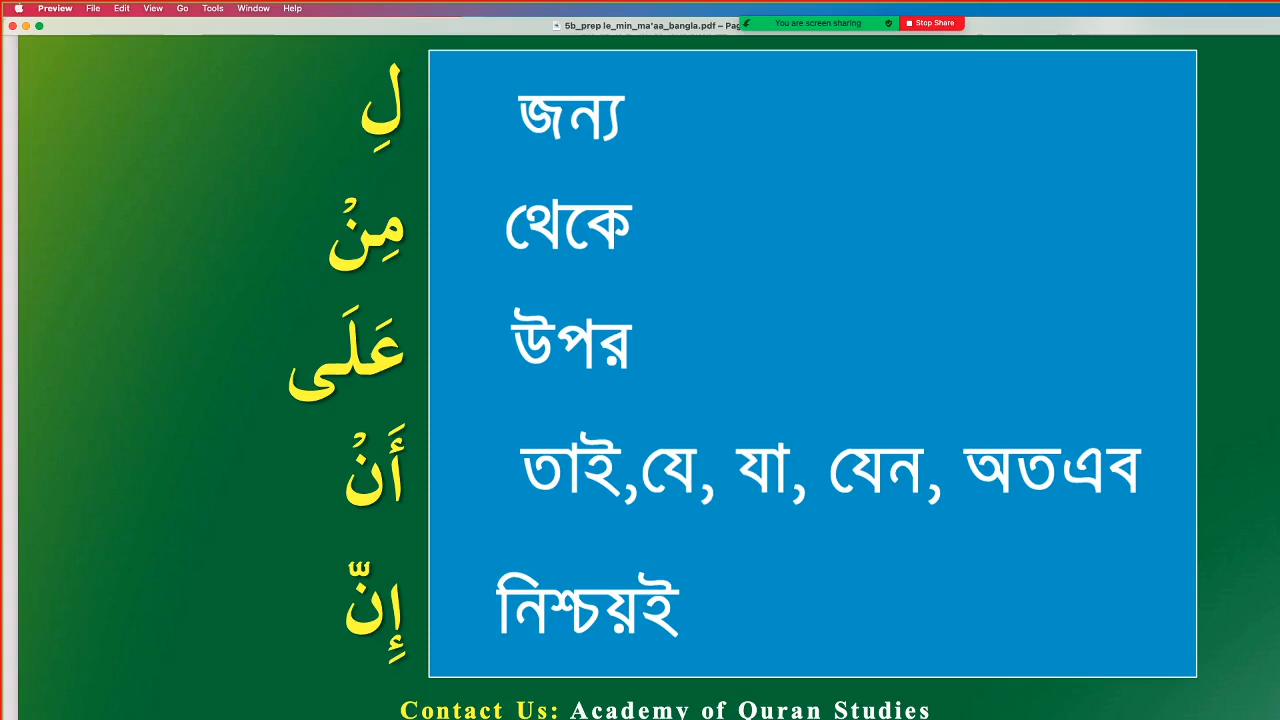 Preview File Edit View Go Tools Window Help
5b_prep le_min_ma'aa_bangla.pdf – Pag
You are screen sharing Stop Share
لِ জন্য
مِنْ থেকে
عَلَى উপর
أَنْ তাই,যে, যা, যেন, অতএব
إِنّ নিশ্চয়ই
Contact Us: Academy of Quran Studies